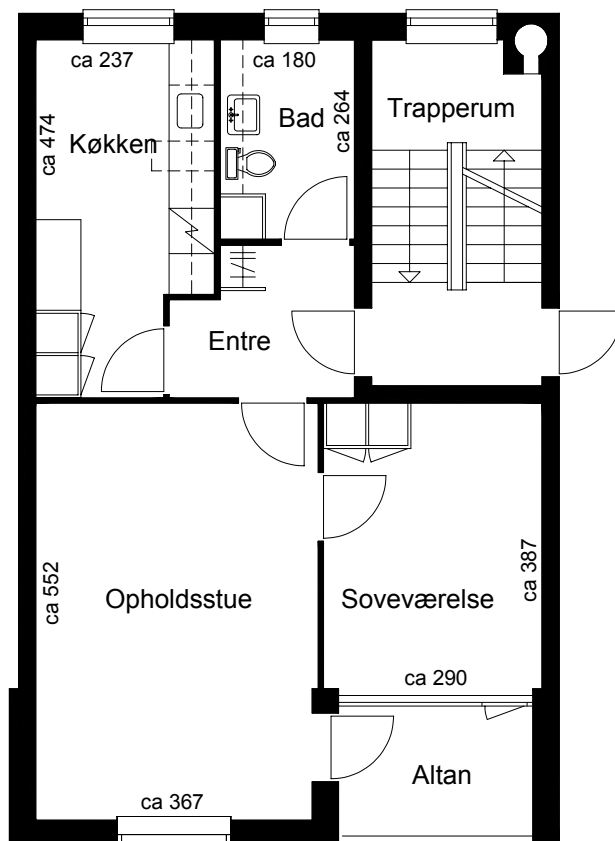 ca 237
ca 180
ca 474
Køkken
Bad
ca 264
Trapperum
Entre
ca 552
Opholdsstue
Soveværelse
ca 387
ca 290
Altan
ca 367